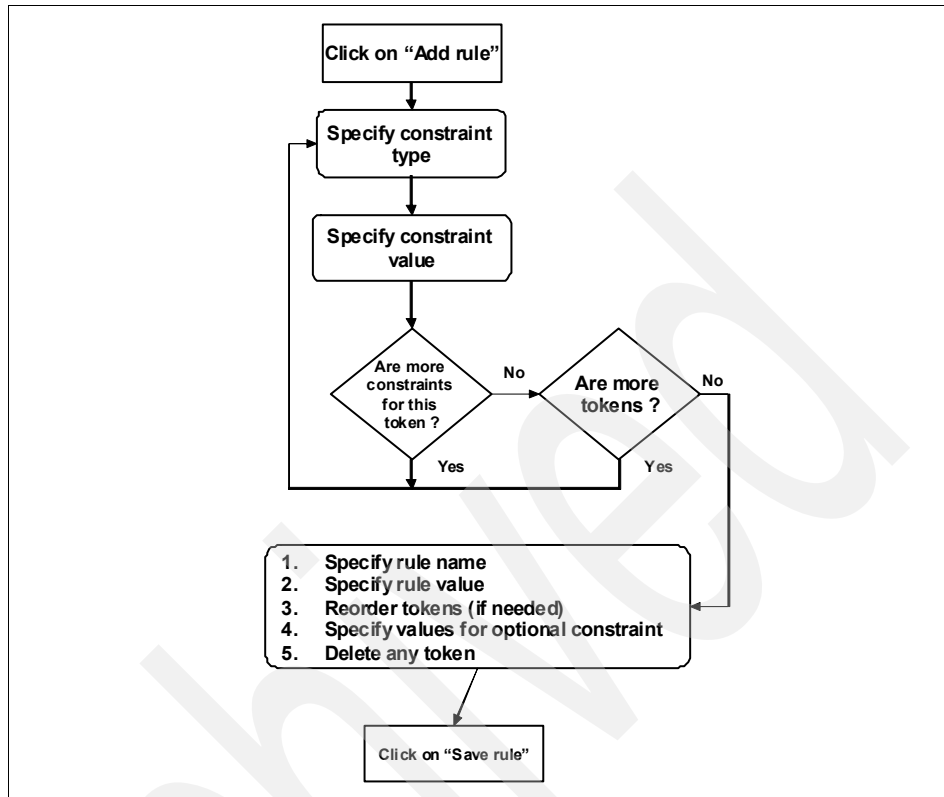 Click on “Add rule”
Specify constraint
type
Specify constraint
value
Are more
constraints
for this
token ?
No
Are more
tokens ?
No
Yes
Yes
1. Specify rule name
2. Specify rule value
3. Reorder tokens (if needed)
4. Specify values for optional constraint
5. Delete any token
Click on “Save rule”
hived